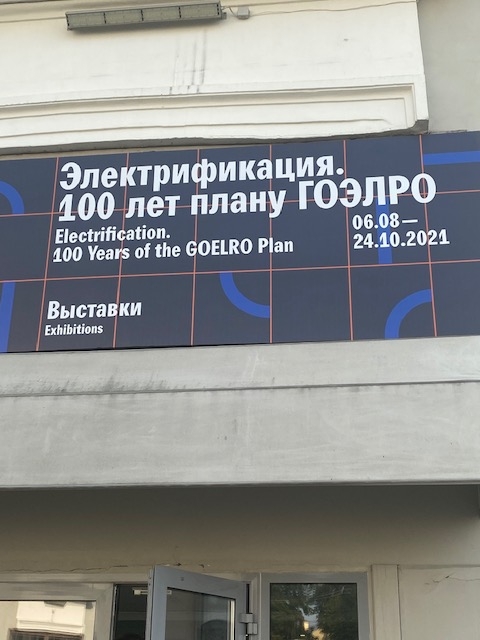 Электрификация.
100 лет плану ГОЭЛРО
Electrification.
100 Years of the GOELRO Plan
06.08—
24.10.2021
Выставки
Exhibitions